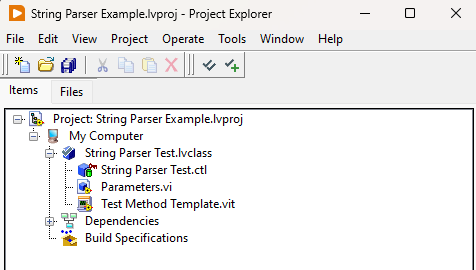 String Parser Example.lvproj - Project Explorer
File Edit View Project Operate Tools Window Help
Items Files
Project: String Parser Example.lvproj
My Computer
String Parser Test.lvclass
String Parser Test.ctl
Parameters.vi
Test Method Template.vit
Dependencies
Build Specifications